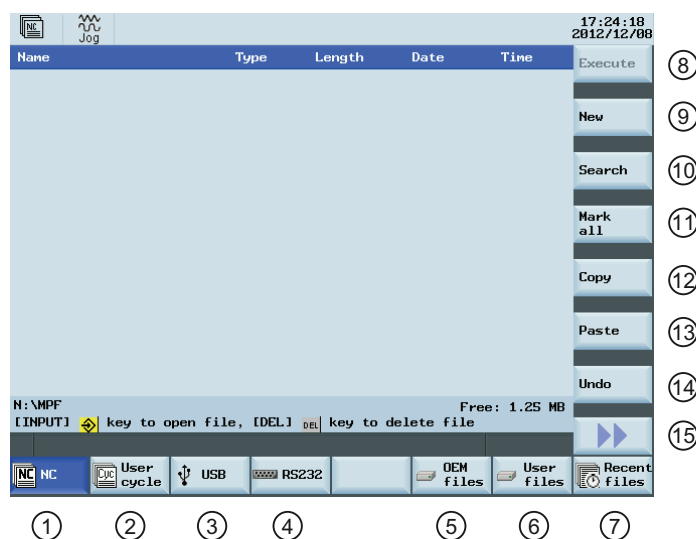 NC
Jog
17:24:18
2012/12/08
Name Type Length Date Time
Execute
⑧
New
⑨
Search
⑩
Mark
all
⑪
Copy
⑫
Paste
⑬
Undo
⑭
N:\MPF
Free: 1.25 MB
[INPUT] key to open file, [DEL] DEL key to delete file
⑮
NC NC
Cyc User
cycle
USB
RS232
OEM
files
User
files
Recent
files
① ② ③ ④ ⑤ ⑥ ⑦